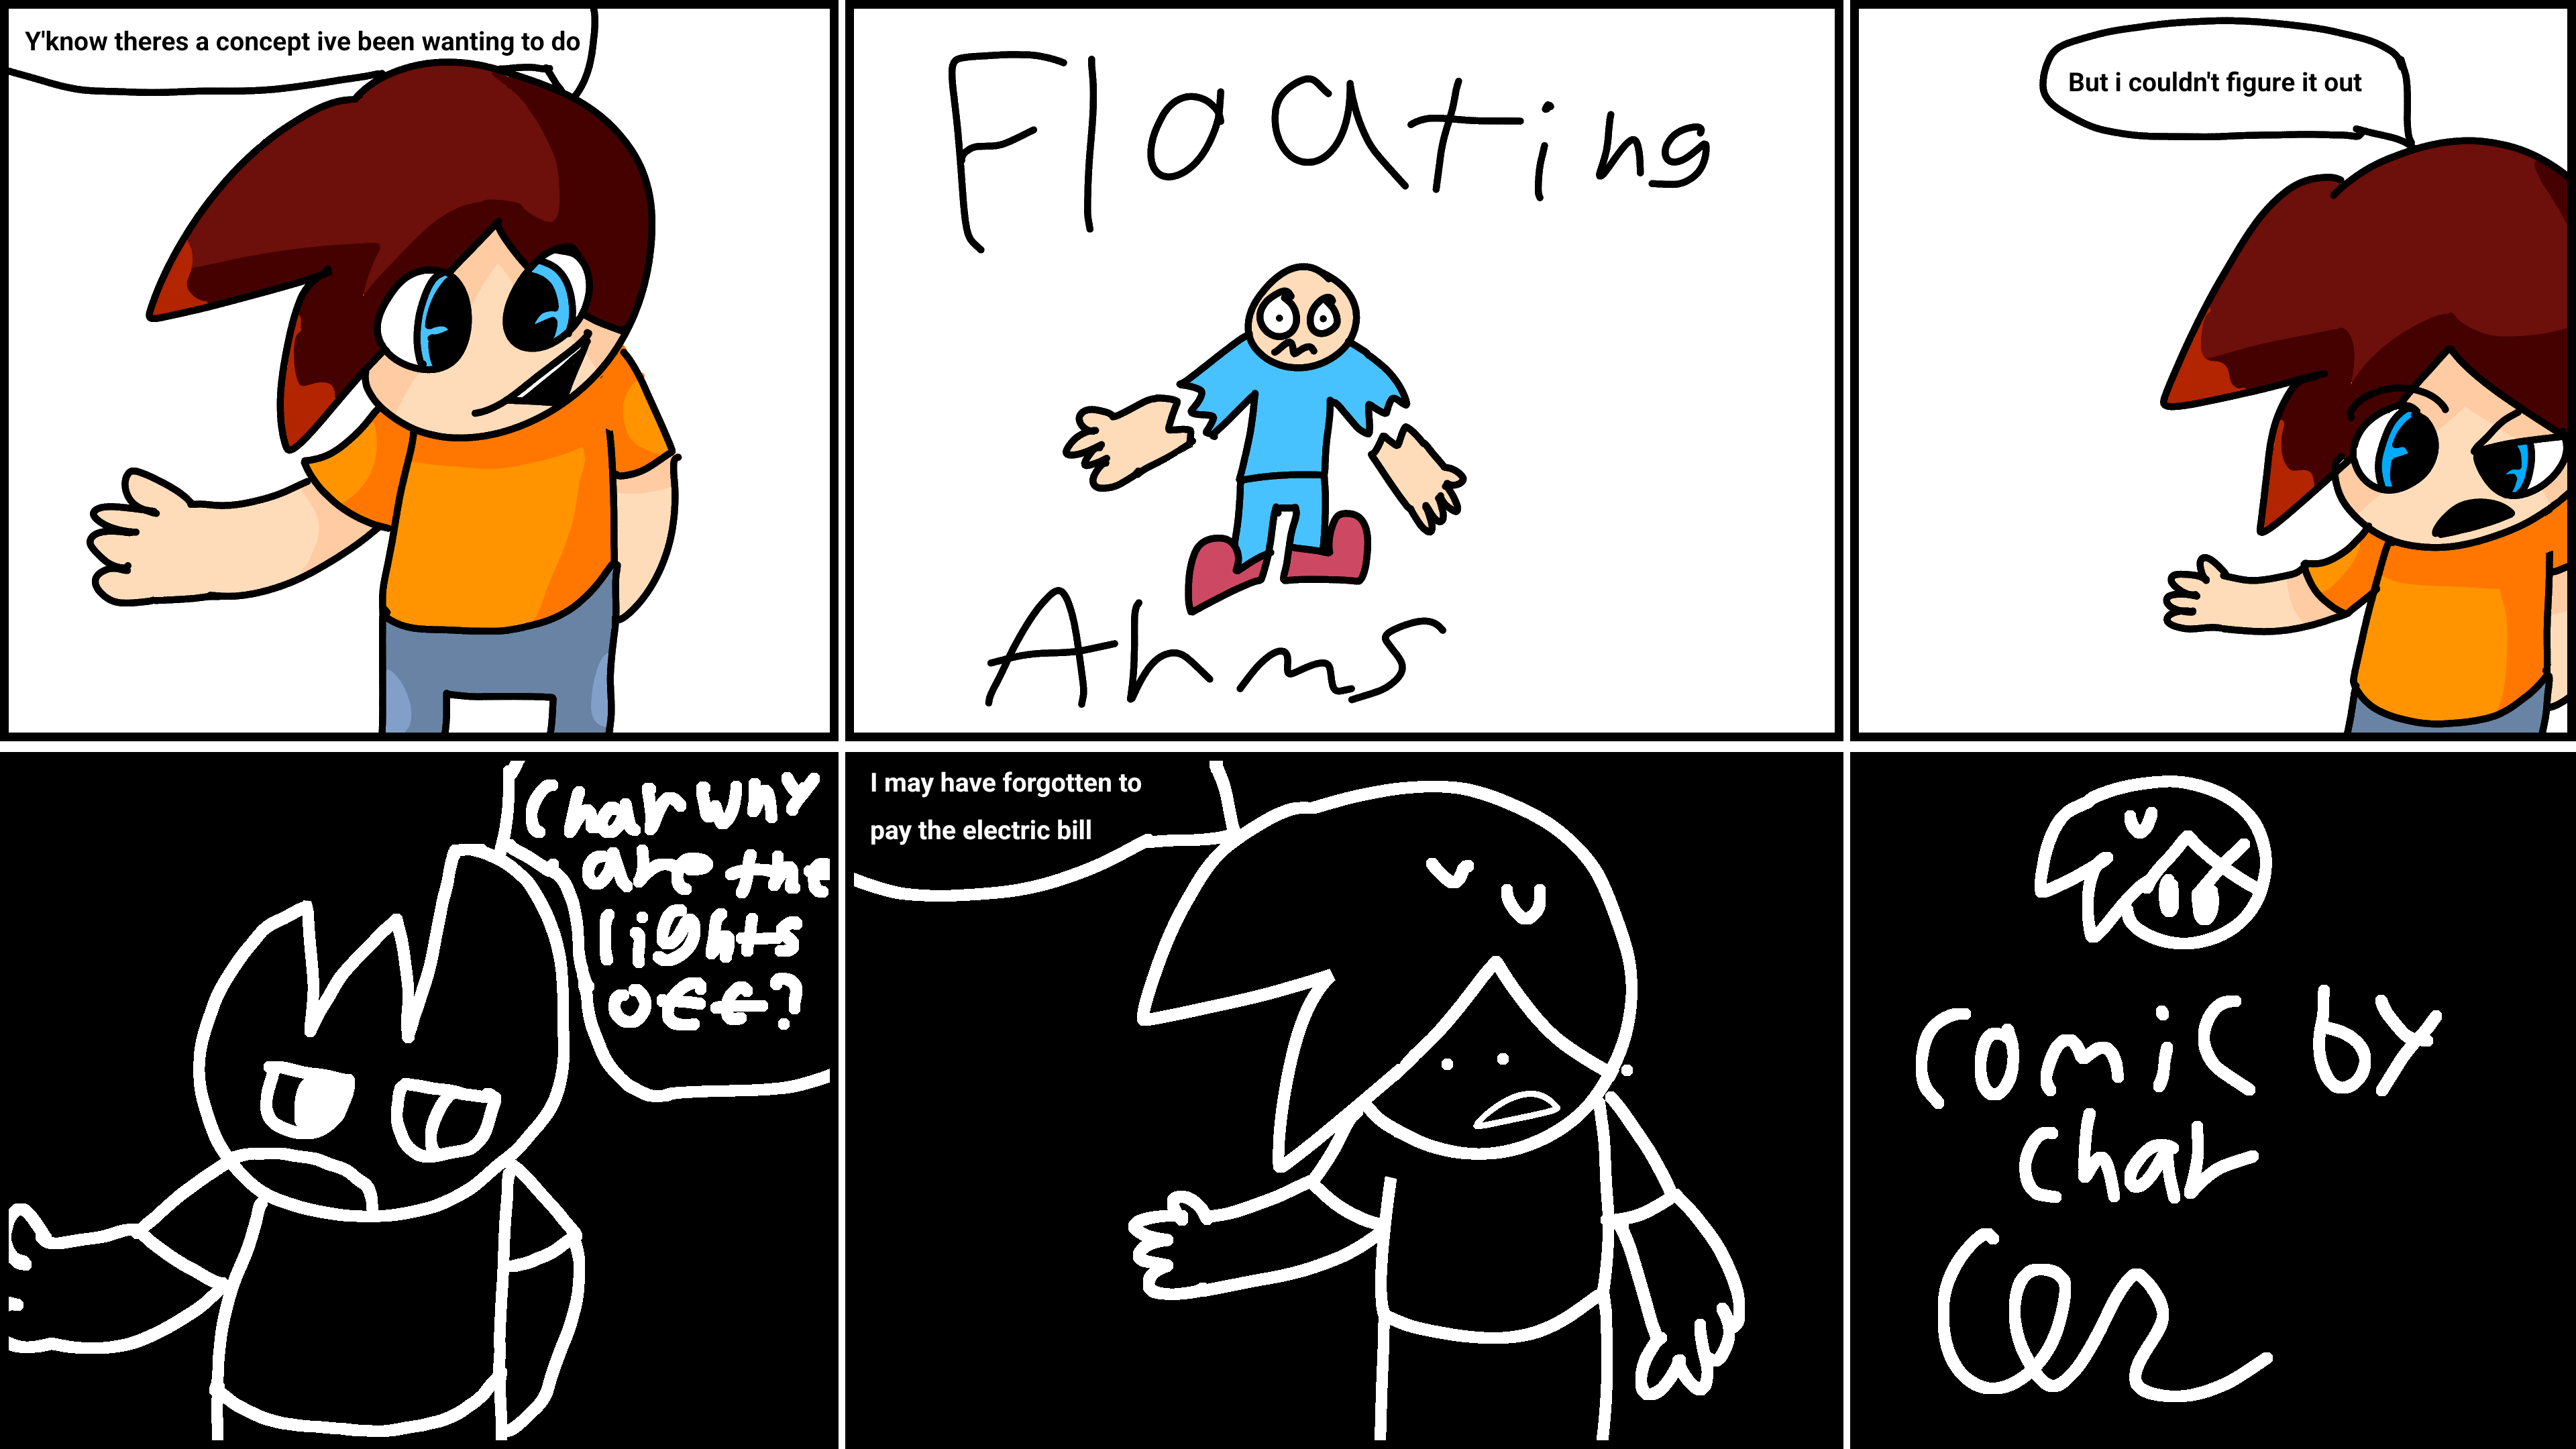 Y'know theres a concept ive been wanting to do
Floating
Arms
But i couldn't figure it out
Char why
are the
lights
off?
I may have forgotten to
pay the electric bill
comic by
char